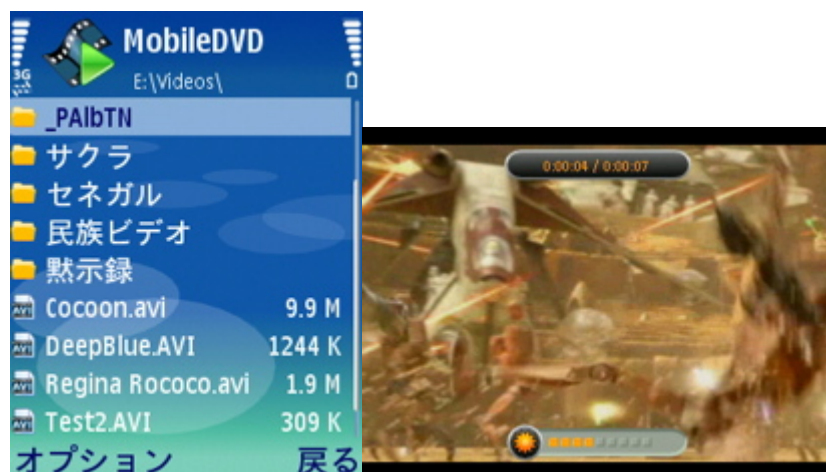 MobileDVD
3G
E:\Videos\
_PAlbTN
サクラ
セネガル
民族ビデオ
黙示録
Cocoon.avi 9.9 M
DeepBlue.AVI 1244 K
Regina Rococo.avi 1.9 M
Test2.AVI 309 K
オプション 戻る
0:00:04 / 0:00:07